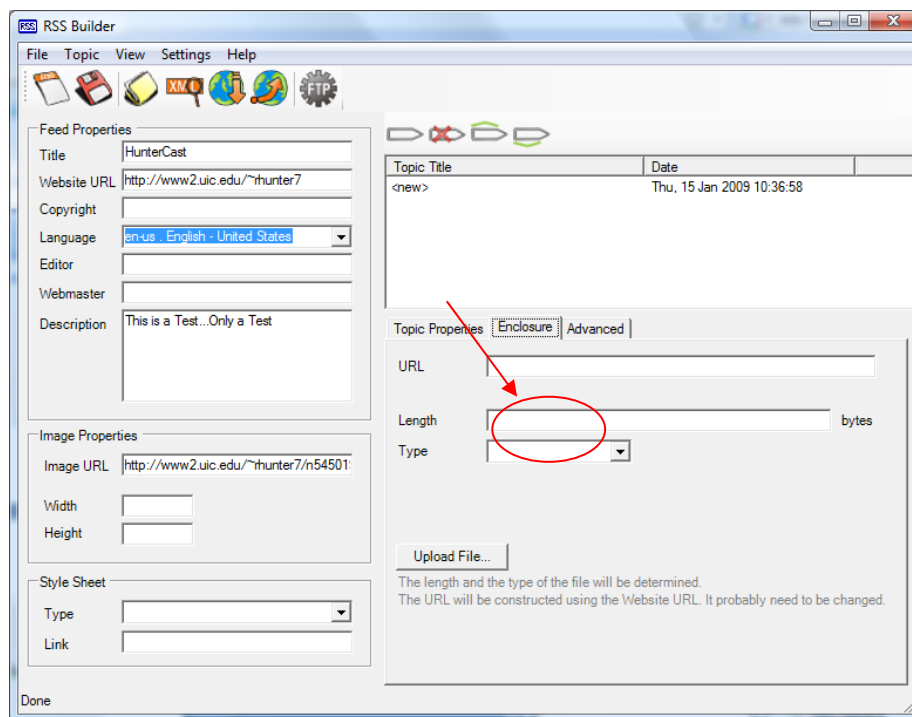 RSS RSS Builder
File Topic View Settings Help
XML FTP
Feed Properties
Title HunterCast
Website URL http://www2.uic.edu/~rhunter7
Copyright
Language en-us . English - United States
Editor
Webmaster
Description This is a Test...Only a Test
Image Properties
Image URL http://www2.uic.edu/~rhunter7/n54501
Width
Height
Style Sheet
Type
Link
Topic Title Date
<new> Thu, 15 Jan 2009 10:36:58
Topic Properties Enclosure Advanced
URL
Length bytes
Type
Upload File...
The length and the type of the file will be determined.
The URL will be constructed using the Website URL. It probably need to be changed.
Done